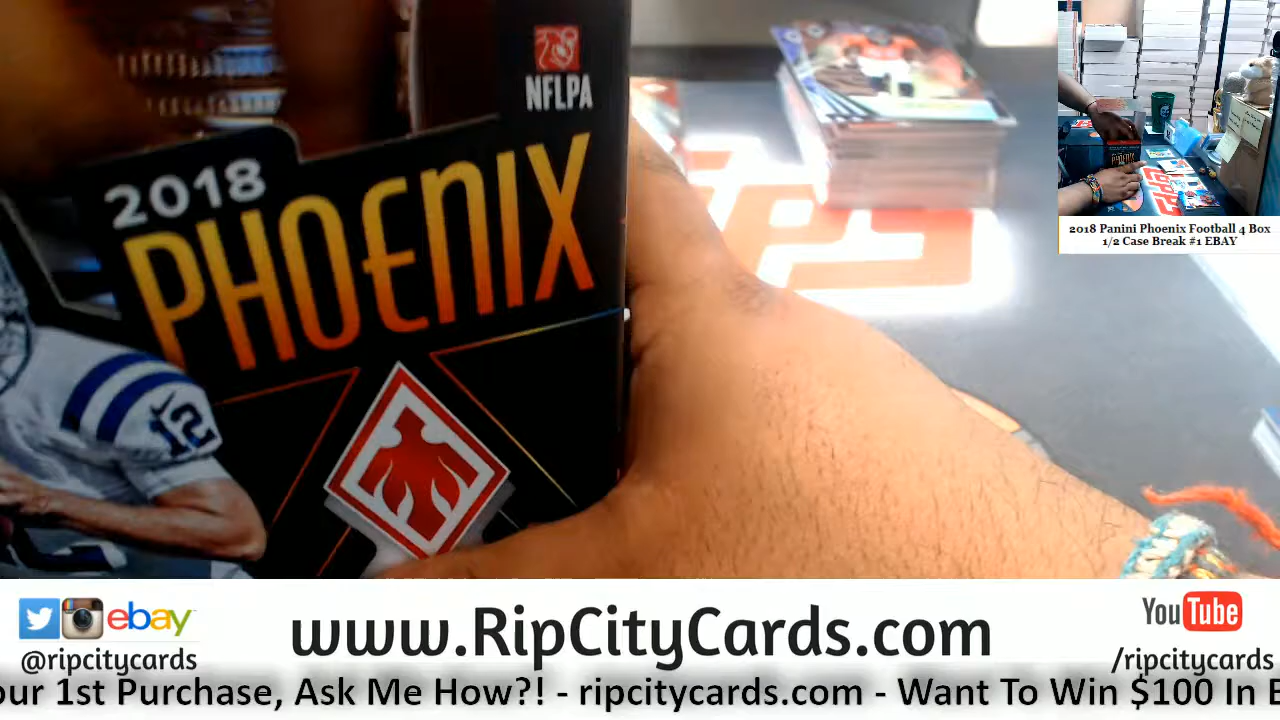 NFLPA
2018
PHOENIX
12
2018 Panini Phoenix Football 4 Box
1/2 Case Break #1 EBAY
ebay
@ripcitycards
www.RipCityCards.com
YouTube
/ripcitycards
our 1st Purchase, Ask Me How?! - ripcitycards.com - Want To Win $100 In